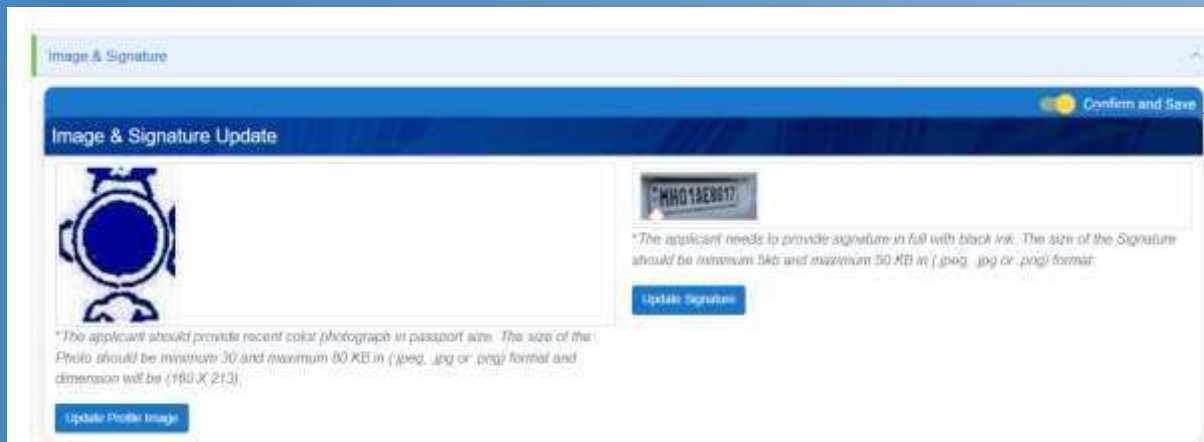 Image & Signature
Confirm and Save
Image & Signature Update
MH01AE8017
*The applicant needs to provide signature in full with black ink. The size of the Signature
should be minimum 5kb and maximum 50 KB in (.jpeg, .jpg or .png) format.
Update Signature
*The applicant should provide recent color photograph in passport size. The size of the
Photo should be minimum 30 and maximum 80 KB in (.jpeg, .jpg or .png) format and
dimension will be (160 X 213).
Update Profile Image